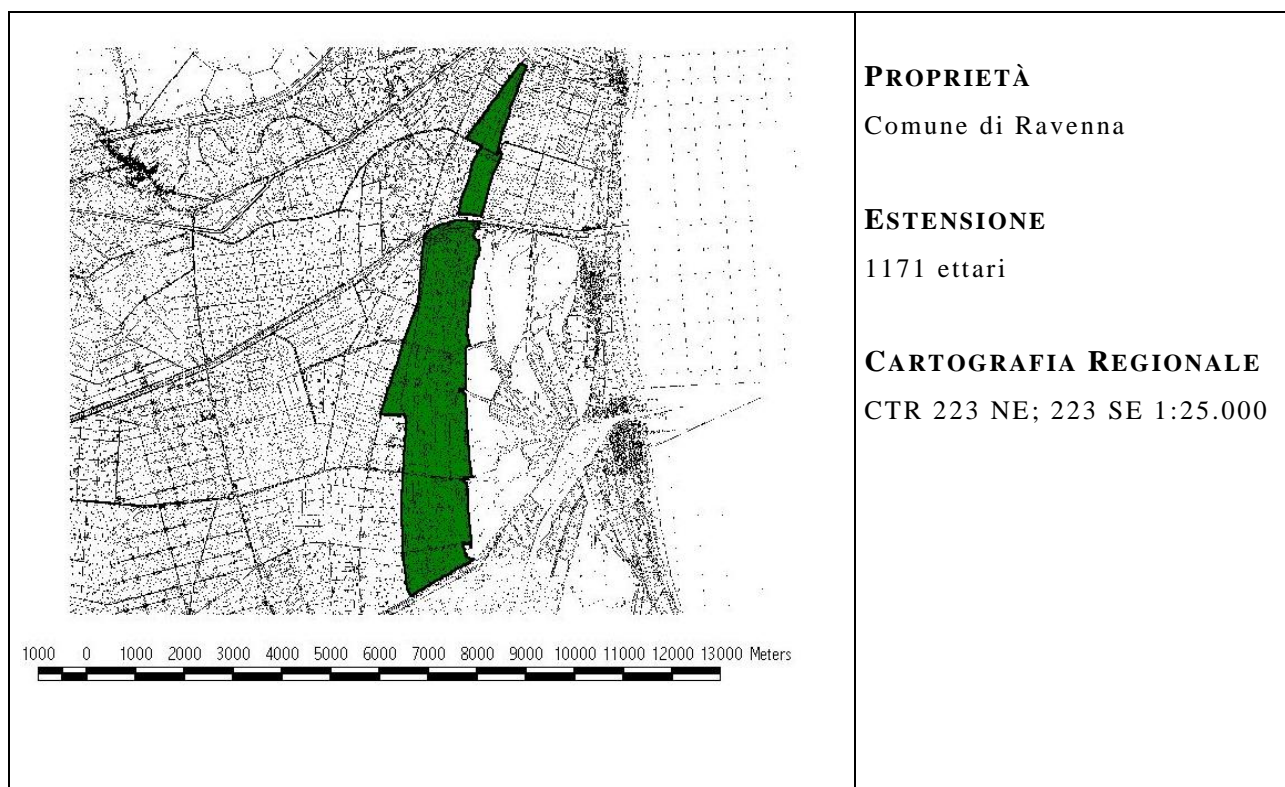 PROPRIETÀ
Comune di Ravenna
ESTENSIONE
1171 ettari
CARTOGRAFIA REGIONALE
CTR 223 NE; 223 SE 1:25.000
1000 0 1000 2000 3000 4000 5000 6000 7000 8000 9000 10000 11000 12000 13000 Meters